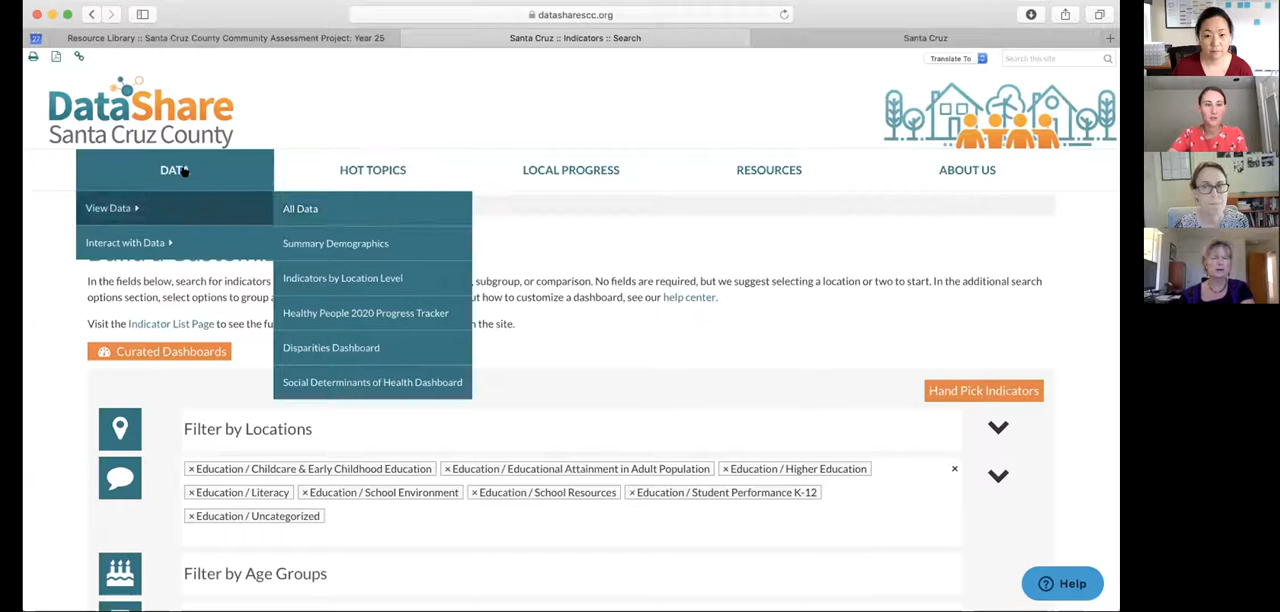 datasharescc.org
27
Resource Library :: Santa Cruz County Community Assessment Project: Year 25
Santa Cruz :: Indicators :: Search
Santa Cruz
Translate To
Search this site
DataShare
Santa Cruz County
DATA
HOT TOPICS
LOCAL PROGRESS
RESOURCES
ABOUT US
View Data
All Data
Interact with Data
Summary Demographics
Indicators by Location Level
Healthy People 2020 Progress Tracker
Disparities Dashboard
Social Determinants of Health Dashboard
In the fields below, search for indicators
subgroup, or comparison. No fields are required, but we suggest selecting a location or two to start. In the additional search
options section, select options to group
how to customize a dashboard, see our help center.
Visit the Indicator List Page to see the
the site.
Curated Dashboards
Hand Pick Indicators
Filter by Locations
× Education / Childcare & Early Childhood Education × Education / Educational Attainment in Adult Population × Education / Higher Education ×
× Education / Literacy × Education / School Environment × Education / School Resources × Education / Student Performance K-12
× Education / Uncategorized
Filter by Age Groups
? Help